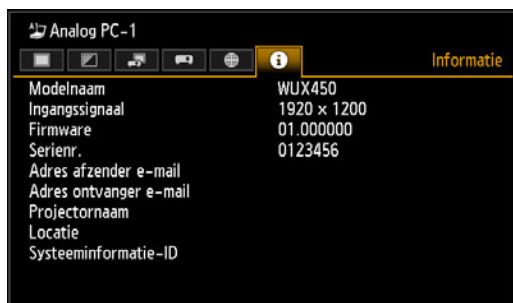 Analog PC-1
Informatie
Modelnaam WUX450
Ingangssignaal 1920 × 1200
Firmware 01.000000
Serienr. 0123456
Adres afzender e-mail
Adres ontvanger e-mail
Projectornaam
Locatie
Systeeminformatie-ID